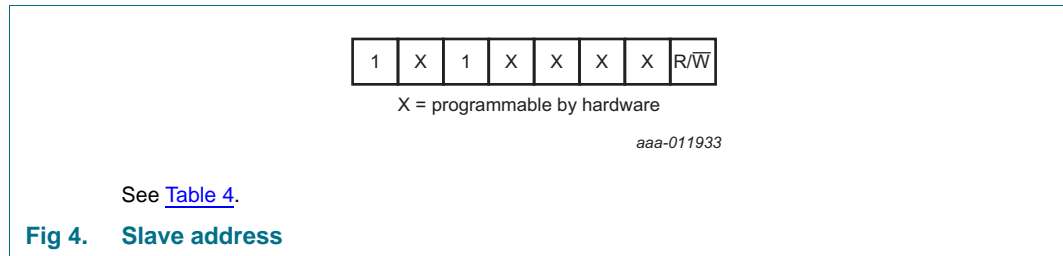 1 X 1 X X X X R/W̅
X = programmable by hardware
aaa-011933
See Table 4.
Fig 4. Slave address